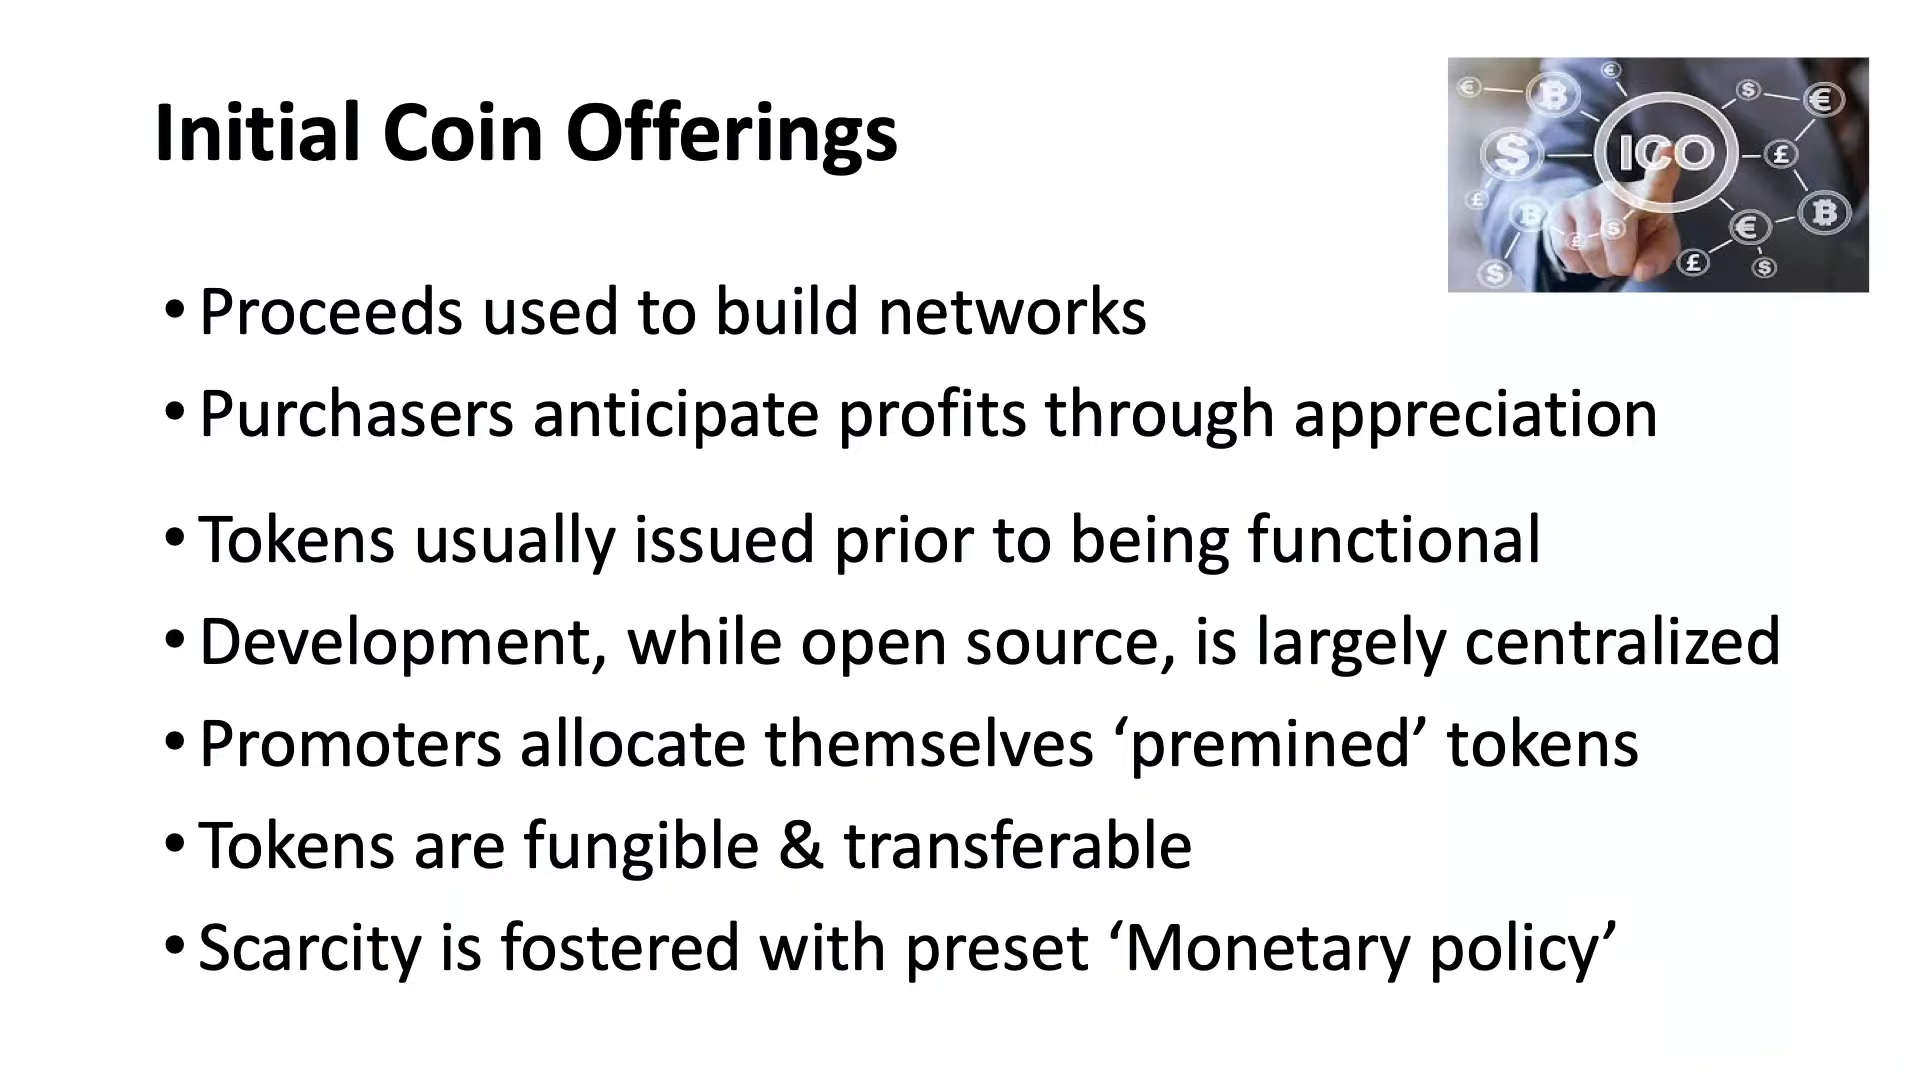 Initial Coin Offerings
ICO
• Proceeds used to build networks
• Purchasers anticipate profits through appreciation
• Tokens usually issued prior to being functional
• Development, while open source, is largely centralized
• Promoters allocate themselves ‘premined’ tokens
• Tokens are fungible & transferable
• Scarcity is fostered with preset ‘Monetary policy’